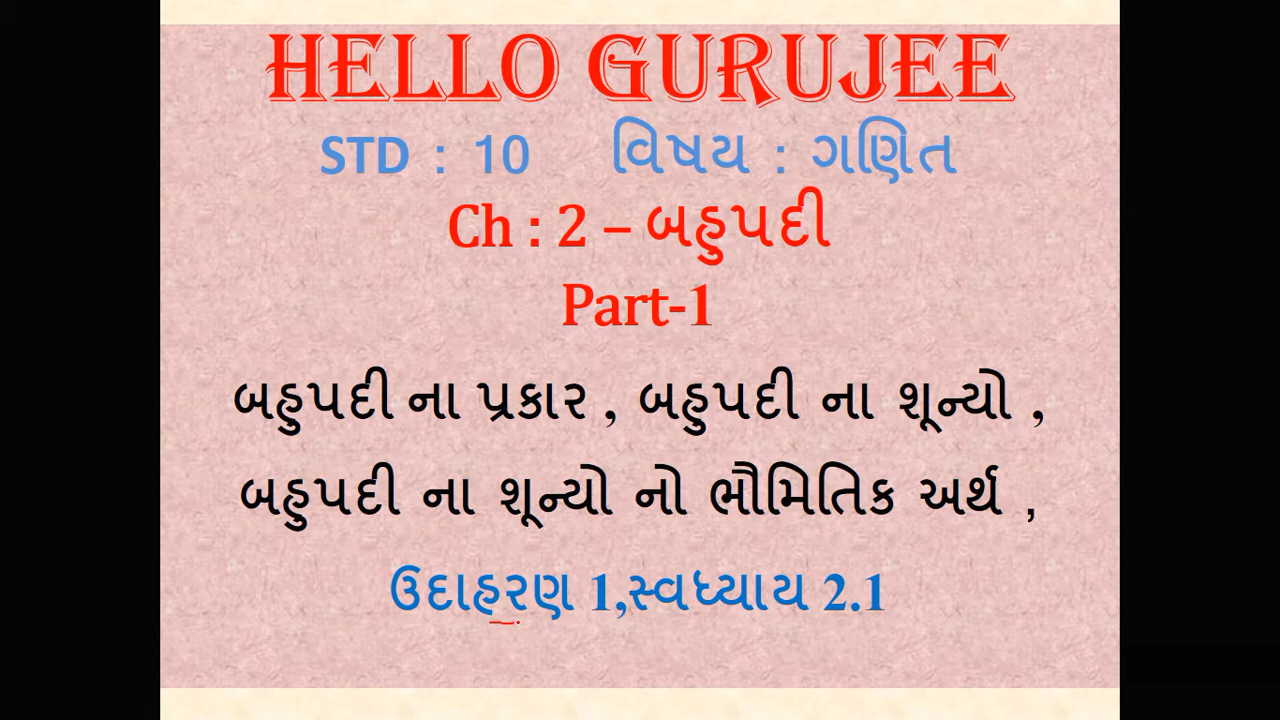 HELLO GURUJEE
STD : 10 વિષય : ગણિત
Ch : 2 – બહુપદી
Part-1
બહુપદી ના પ્રકાર , બહુપદી ના શૂન્યો ,
બહુપદી ના શૂન્યો નો ભૌમિતિક અર્થ ,
ઉદાહરણ 1,સ્વધ્યાય 2.1